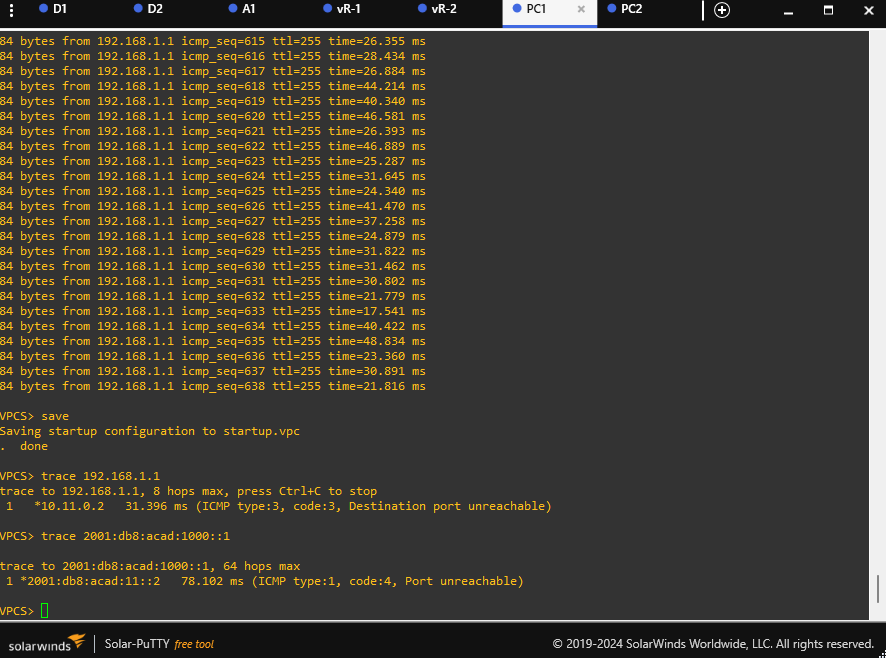 D1 D2 A1 vR-1 vR-2 PC1 PC2
84 bytes from 192.168.1.1 icmp_seq=615 ttl=255 time=26.355 ms
84 bytes from 192.168.1.1 icmp_seq=616 ttl=255 time=28.434 ms
84 bytes from 192.168.1.1 icmp_seq=617 ttl=255 time=26.884 ms
84 bytes from 192.168.1.1 icmp_seq=618 ttl=255 time=44.214 ms
84 bytes from 192.168.1.1 icmp_seq=619 ttl=255 time=40.340 ms
84 bytes from 192.168.1.1 icmp_seq=620 ttl=255 time=46.581 ms
84 bytes from 192.168.1.1 icmp_seq=621 ttl=255 time=26.393 ms
84 bytes from 192.168.1.1 icmp_seq=622 ttl=255 time=46.889 ms
84 bytes from 192.168.1.1 icmp_seq=623 ttl=255 time=25.287 ms
84 bytes from 192.168.1.1 icmp_seq=624 ttl=255 time=31.645 ms
84 bytes from 192.168.1.1 icmp_seq=625 ttl=255 time=24.340 ms
84 bytes from 192.168.1.1 icmp_seq=626 ttl=255 time=41.470 ms
84 bytes from 192.168.1.1 icmp_seq=627 ttl=255 time=37.258 ms
84 bytes from 192.168.1.1 icmp_seq=628 ttl=255 time=24.879 ms
84 bytes from 192.168.1.1 icmp_seq=629 ttl=255 time=31.822 ms
84 bytes from 192.168.1.1 icmp_seq=630 ttl=255 time=31.462 ms
84 bytes from 192.168.1.1 icmp_seq=631 ttl=255 time=30.802 ms
84 bytes from 192.168.1.1 icmp_seq=632 ttl=255 time=21.779 ms
84 bytes from 192.168.1.1 icmp_seq=633 ttl=255 time=17.541 ms
84 bytes from 192.168.1.1 icmp_seq=634 ttl=255 time=40.422 ms
84 bytes from 192.168.1.1 icmp_seq=635 ttl=255 time=48.834 ms
84 bytes from 192.168.1.1 icmp_seq=636 ttl=255 time=23.360 ms
84 bytes from 192.168.1.1 icmp_seq=637 ttl=255 time=30.891 ms
84 bytes from 192.168.1.1 icmp_seq=638 ttl=255 time=21.816 ms
VPCS> save
Saving startup configuration to startup.vpc
.  done
VPCS> trace 192.168.1.1
trace to 192.168.1.1, 8 hops max, press Ctrl+C to stop
1   *10.11.0.2   31.396 ms (ICMP type:3, code:3, Destination port unreachable)
VPCS> trace 2001:db8:acad:1000::1
trace to 2001:db8:acad:1000::1, 64 hops max
1 *2001:db8:acad:11::2   78.102 ms (ICMP type:1, code:4, Port unreachable)
VPCS>
solarwinds Solar-PuTTY free tool © 2019-2024 SolarWinds Worldwide, LLC. All rights reserved.